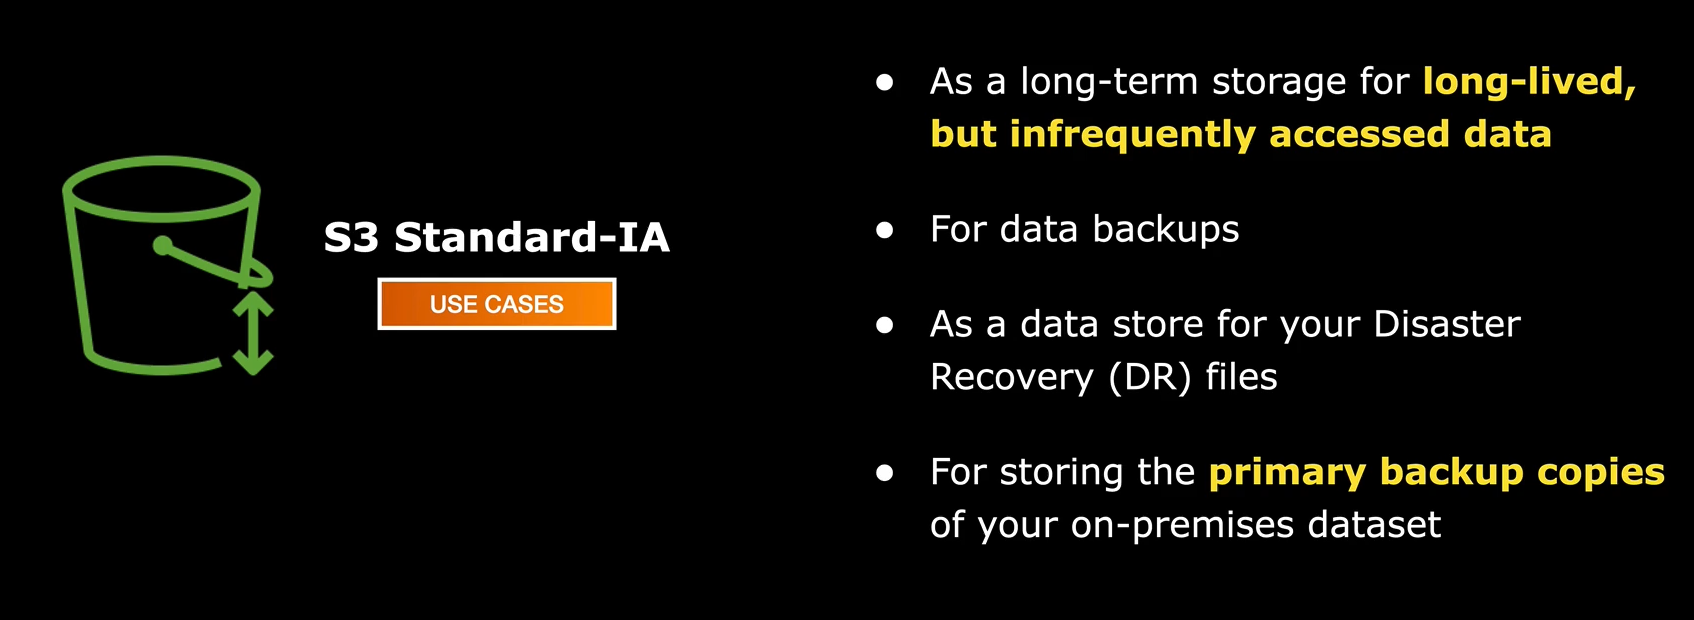 S3 Standard-IA
USE CASES
● As a long-term storage for long-lived,
but infrequently accessed data
● For data backups
● As a data store for your Disaster
Recovery (DR) files
● For storing the primary backup copies
of your on-premises dataset